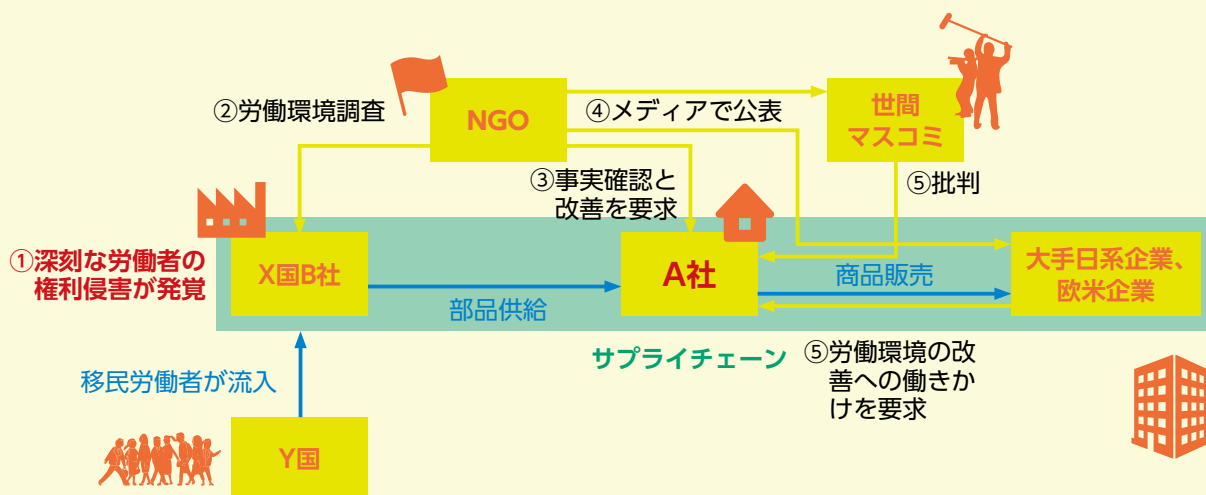 ②労働環境調査
NGO
④メディアで公表
世間
マスコミ
③事実確認と
改善を要求
⑤批判
①深刻な労働者の
権利侵害が発覚
X国B社
部品供給
A社
商品販売
大手日系企業、
欧米企業
サプライチェーン
⑤労働環境の改
善への働きか
けを要求
移民労働者が流入
Y国